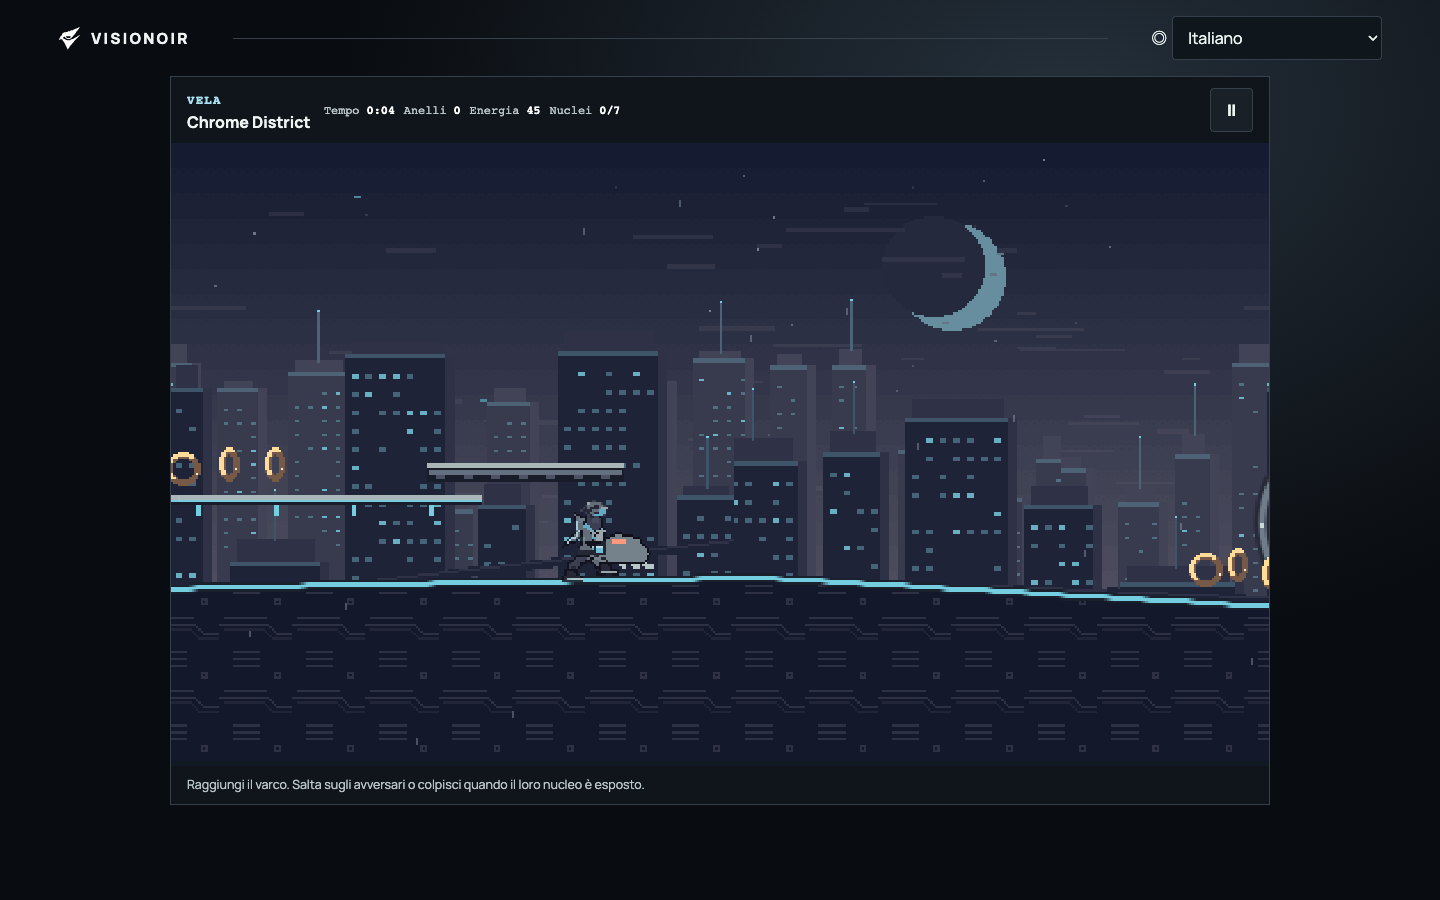 VISIONOIR
Italiano
VELA
Chrome District
Tempo 0:04 Anelli 0 Energia 45 Nuclei 0/7
Raggiungi il varco. Salta sugli avversari o colpisci quando il loro nucleo è esposto.